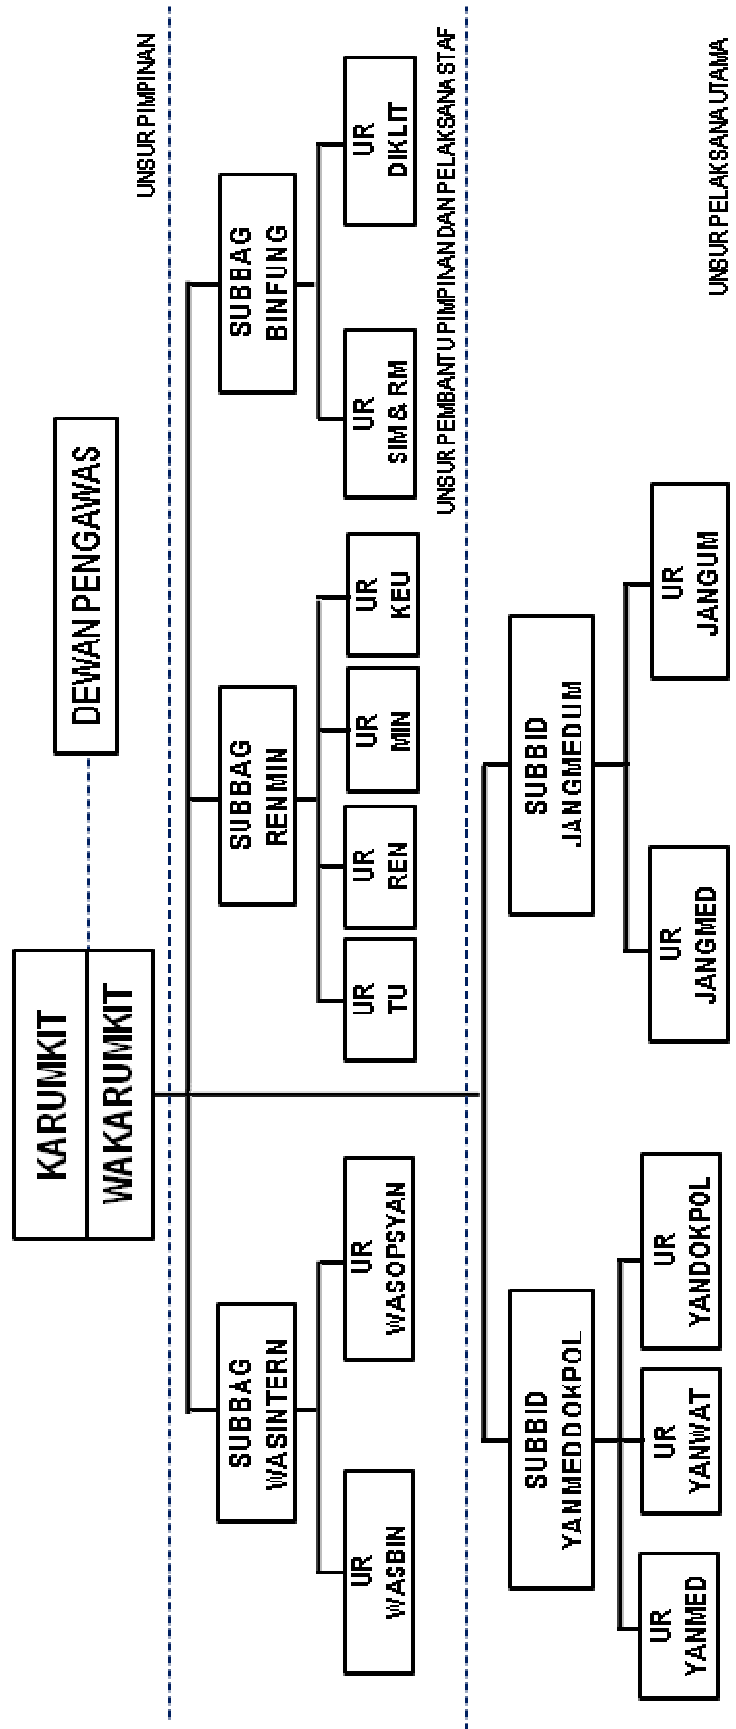 KARUMKIT
WAKARUMKIT
DEWAN PENGAWAS
UNSUR PIMPINAN
SUBBAG
WASINTERN
SUBBAG
RENMIN
SUBBAG
BINFUNG
UR
WASBIN
UR
WASOPSYAN
UR
TU
UR
REN
UR
MIN
UR
KEU
UR
SIM & RM
UR
DIKLIT
UNSUR PEMBANTU PIMPINAN DAN PELAKSANA STAF
SUBBID
YANMEDDOKPOL
SUBBID
JANGMEDUM
UR
YANMED
UR
YANWAT
UR
YANDOKPOL
UR
JANGMED
UR
JANGUM
UNSUR PELAKSANA UTAMA